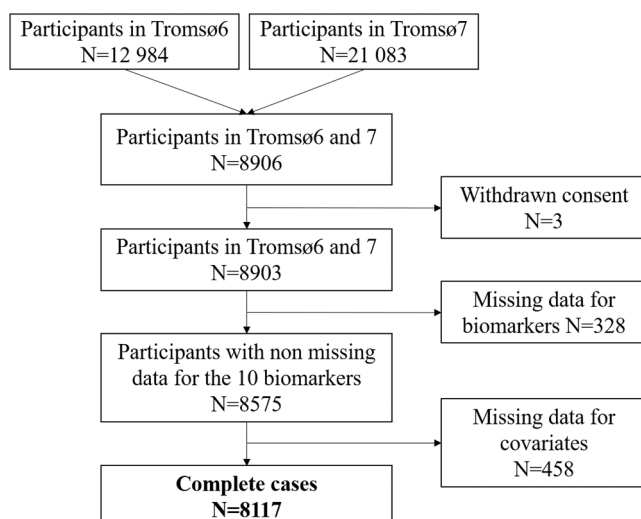 Participants in Tromsø6
N=12 984
Participants in Tromsø7
N=21 083
Participants in Tromsø6 and 7
N=8906
Withdrawn consent
N=3
Participants in Tromsø6 and 7
N=8903
Missing data for
biomarkers N=328
Participants with non missing
data for the 10 biomarkers
N=8575
Missing data for
covariates
N=458
Complete cases
N=8117